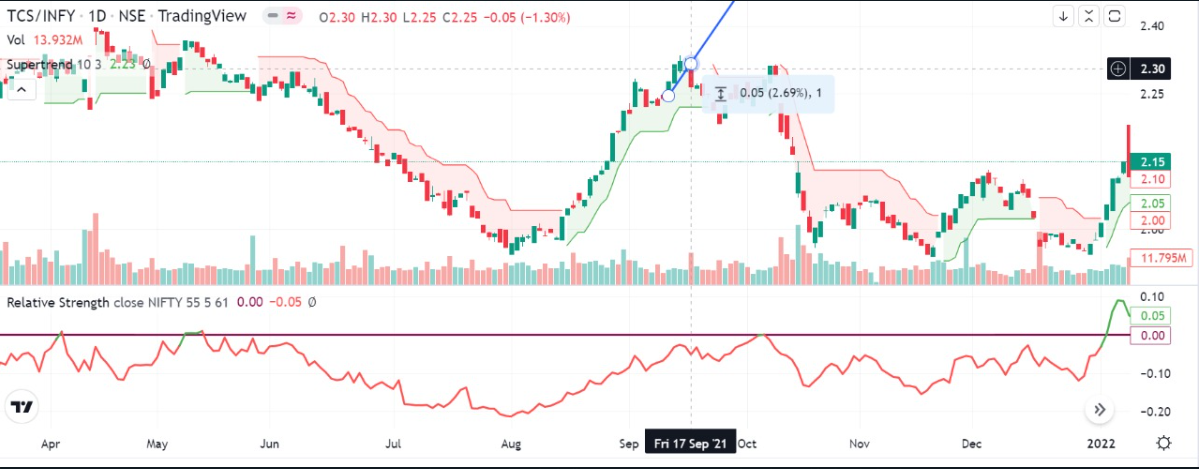 TCS/INFY · 1D · NSE · TradingView O2.30 H2.30 L2.25 C2.25 −0.05 (−1.30%)
Vol 13.932M
Supertrend 10 3 2.23 Ø
0.05 (2.69%), 1
2.40
2.30
2.25
2.15
2.10
2.05
2.00
2.00
11.795M
Relative Strength close NIFTY 55 5 61 0.00 −0.05 Ø
0.10
0.05
0.00
−0.10
−0.20
Apr May Jun Jul Aug Sep Fri 17 Sep '21 Oct Nov Dec 2022